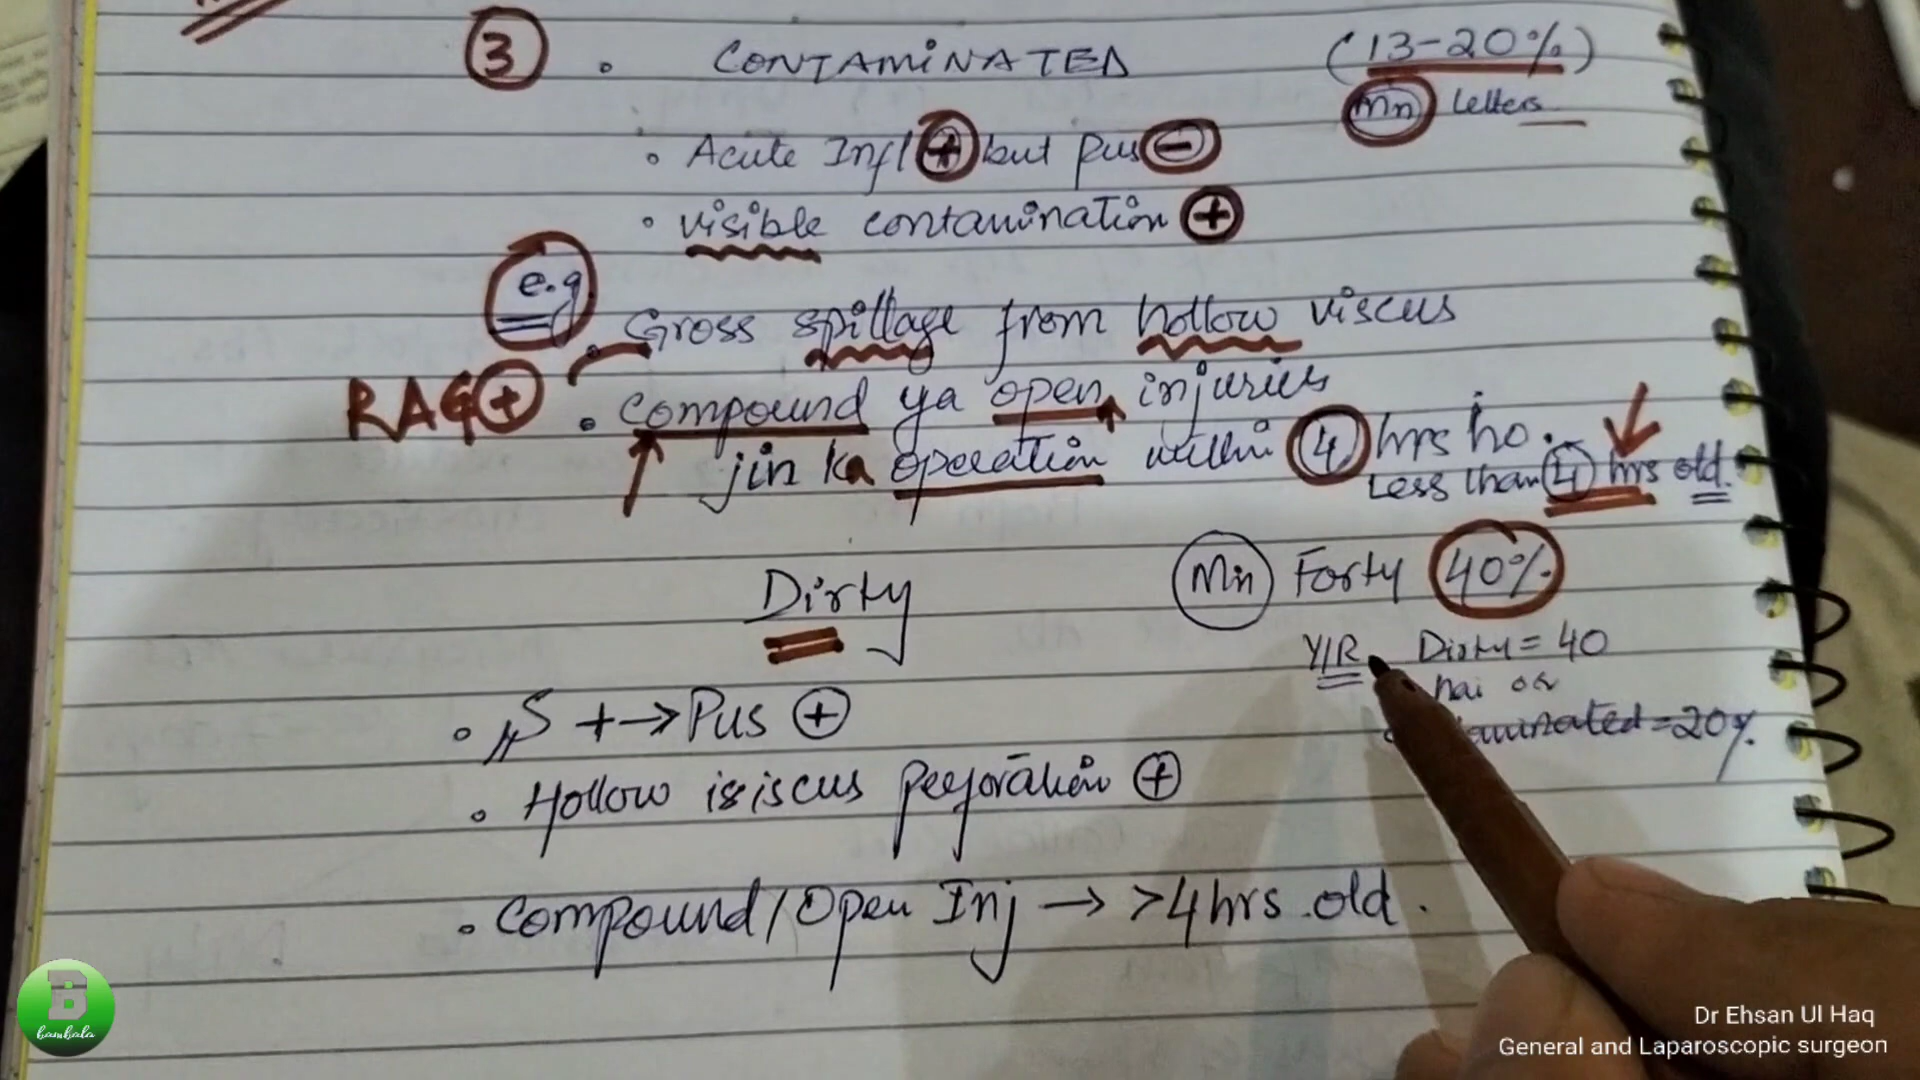 3 . CONTAMINATED (13-20%)
Mn Letters
. Acute Infl + but Pus -
. visible contamination +
e.g
. Gross spillage from hollow viscus
RAG +
. compound ya open injuries
jin ka operation within 4 hrs ho.
Less than 4 hrs old.
Dirty Mn Forty 40%.
Y/R Dirty = 40
hai or
= 20%.
. + → Pus +
. Hollow perforation +
. Compound/Open Inj → >4hrs.old.
B
bambala
Dr Ehsan Ul Haq
General and Laparoscopic surgeon